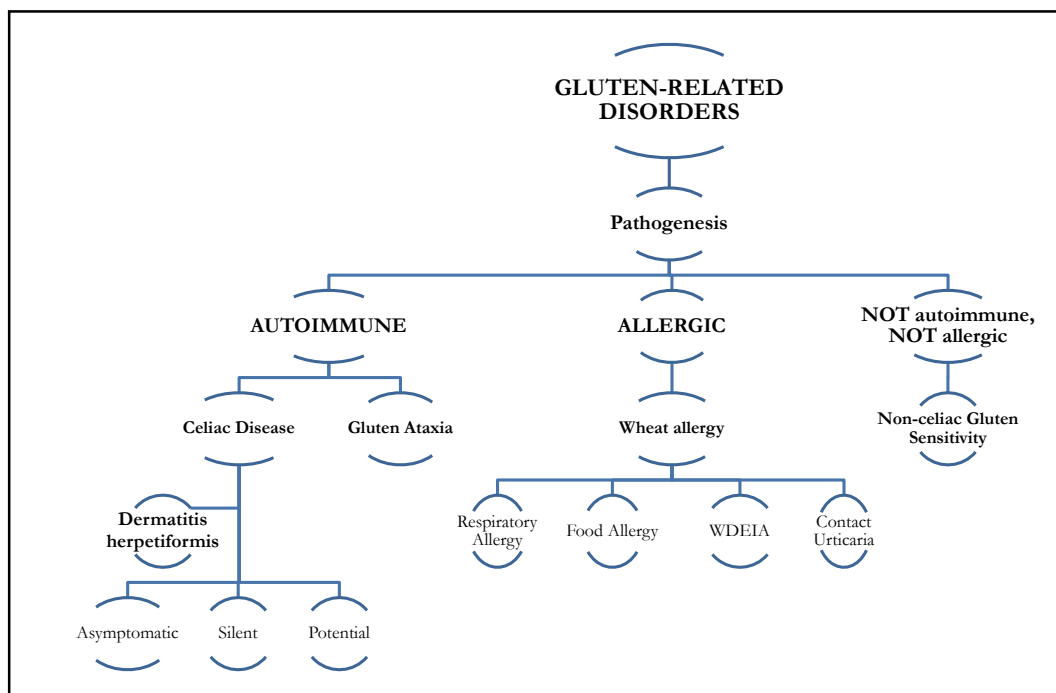 GLUTEN-RELATED
DISORDERS
Pathogenesis
AUTOIMMUNE
ALLERGIC
NOT autoimmune,
NOT allergic
Celiac Disease
Gluten Ataxia
Wheat allergy
Non-celiac Gluten
Sensitivity
Dermatitis
herpetiformis
Respiratory
Allergy
Food Allergy
WDEIA
Contact
Urticaria
Asymptomatic
Silent
Potential